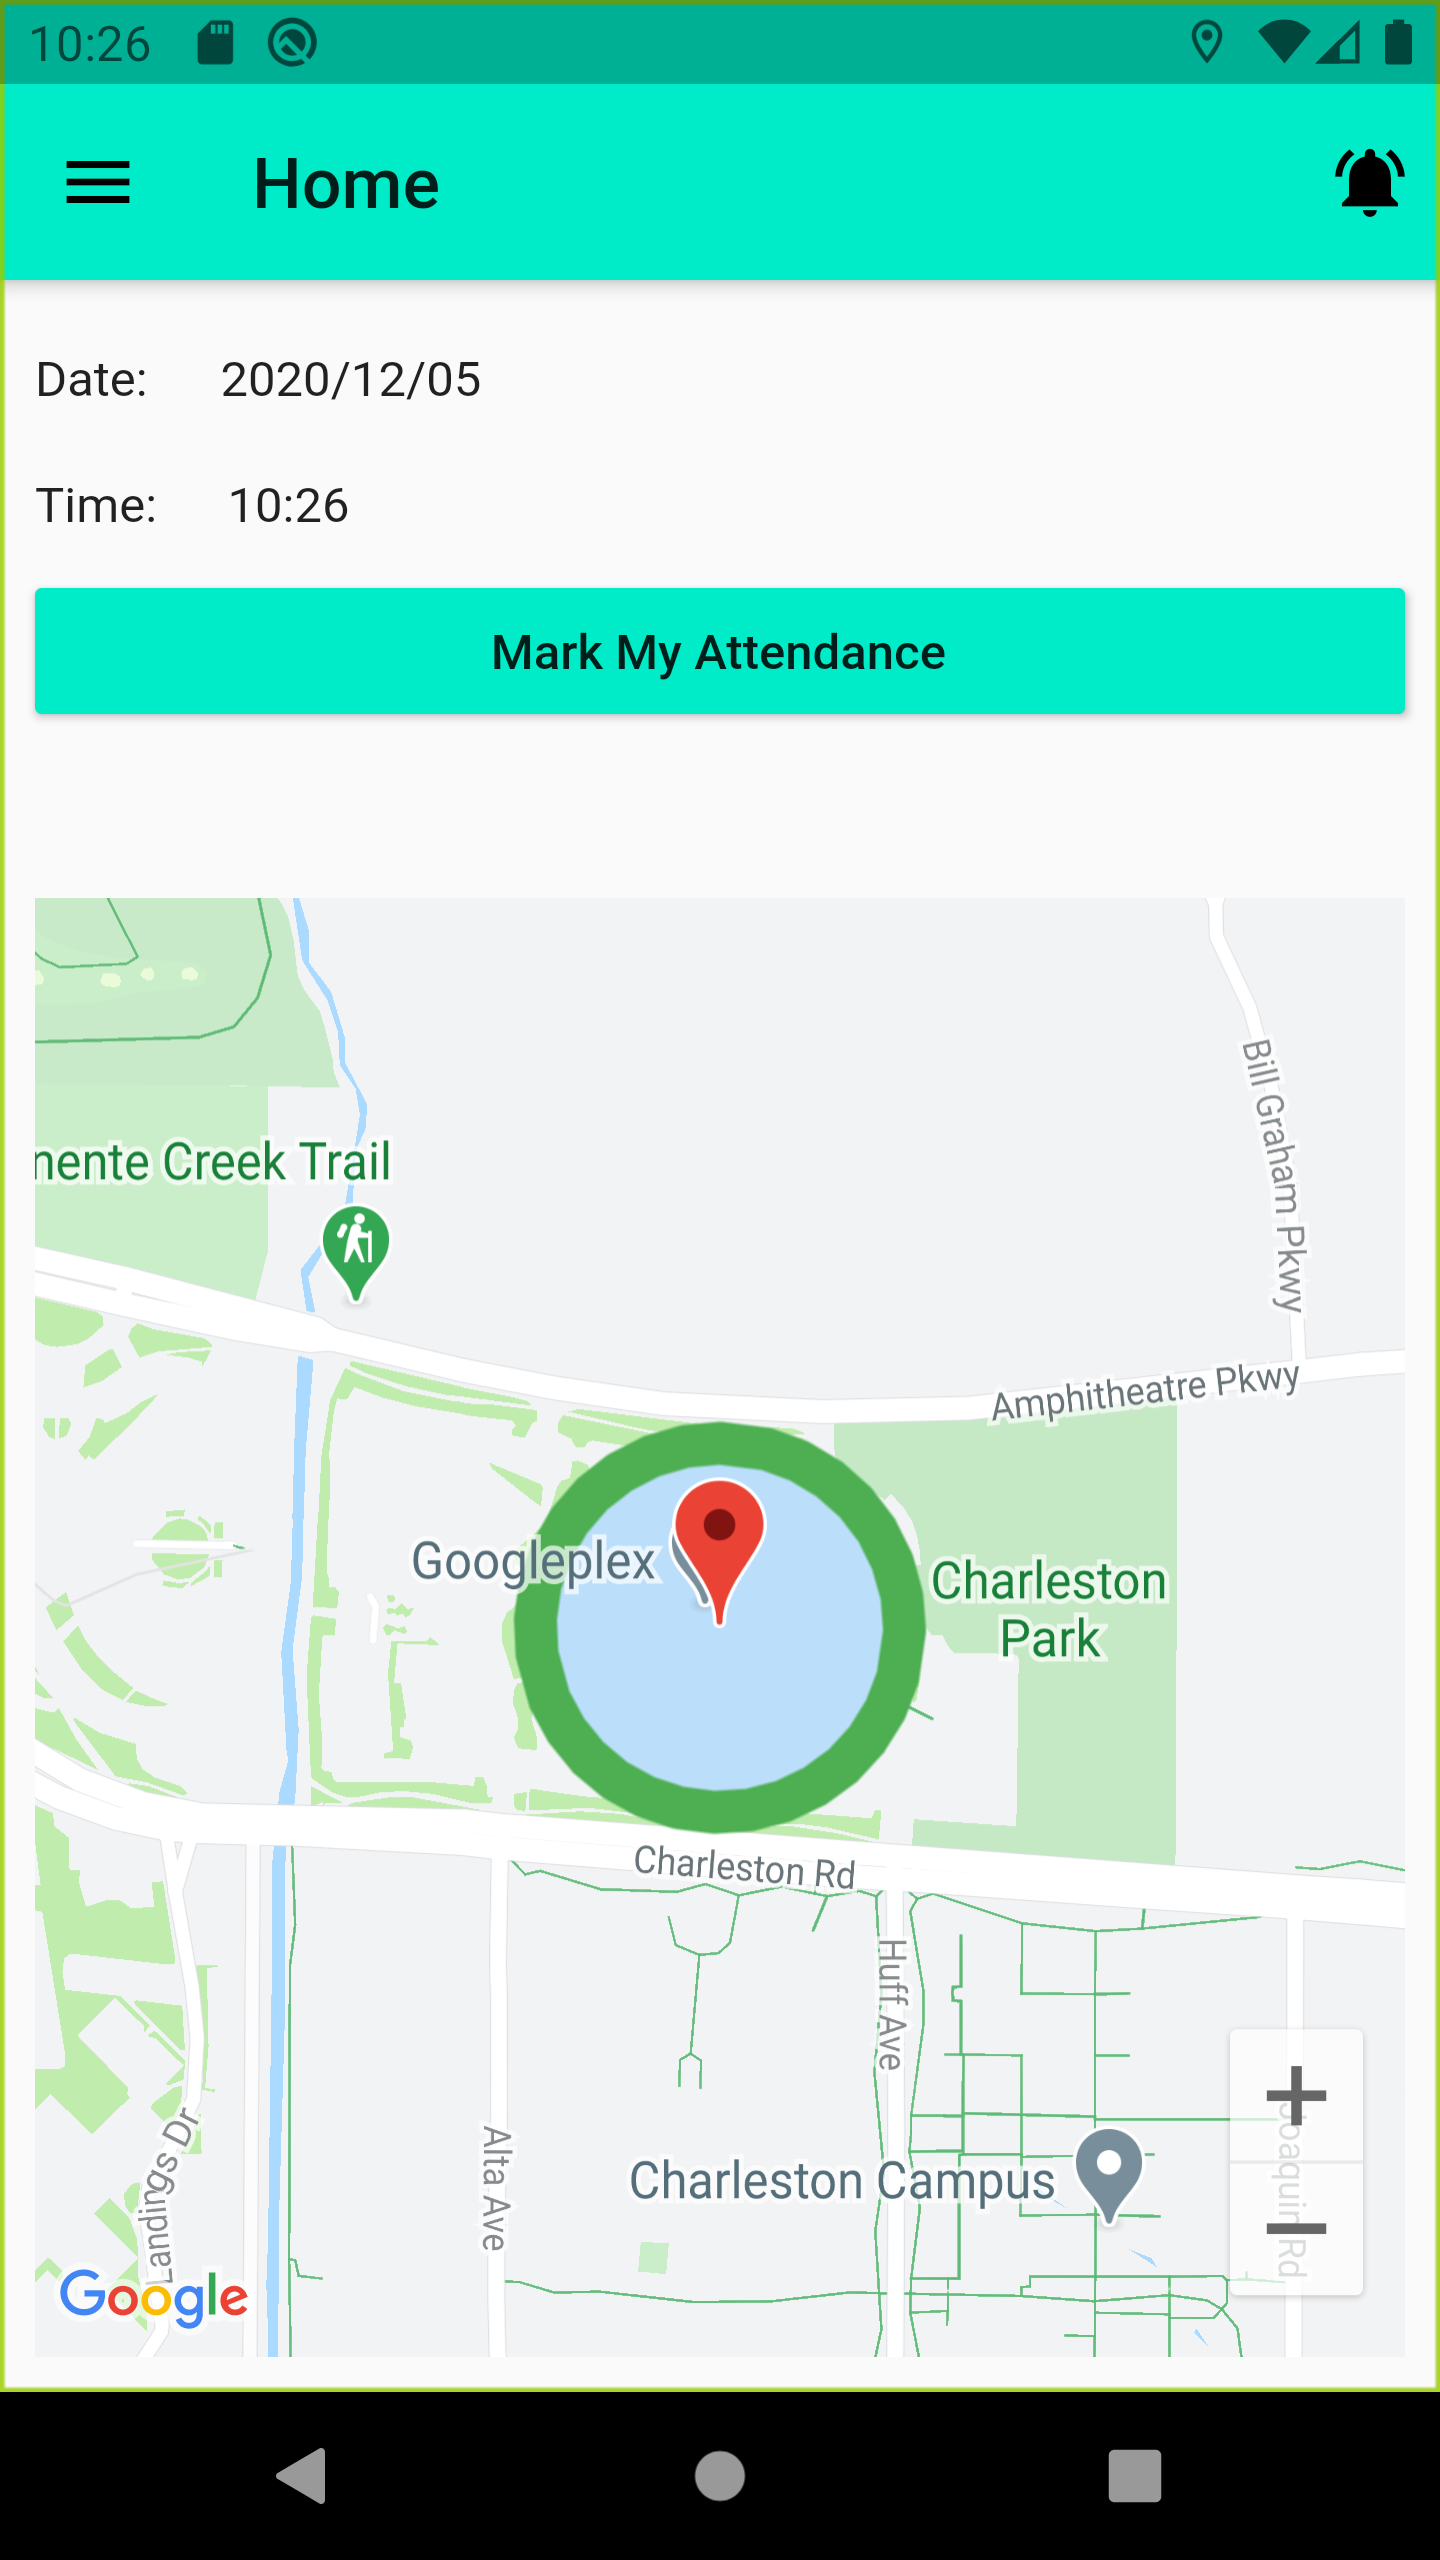 10:26
Home
Date: 2020/12/05
Time: 10:26
Mark My Attendance
nente Creek Trail
Bill Graham Pkwy
Amphitheatre Pkwy
Googleplex
Charleston
Park
Charleston Rd
Huff Ave
Landings Dr
Alta Ave
Charleston Campus
Joaquin Rd
Google